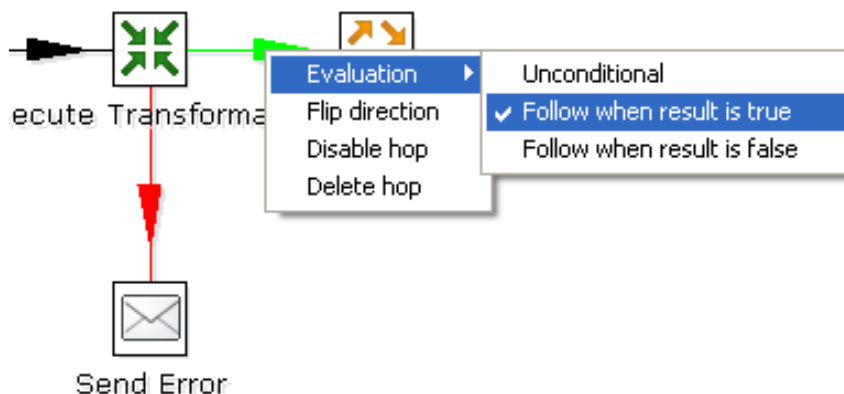 Evaluation
Unconditional
ecute Transforma
Flip direction
Follow when result is true
Disable hop
Follow when result is false
Delete hop
Send Error